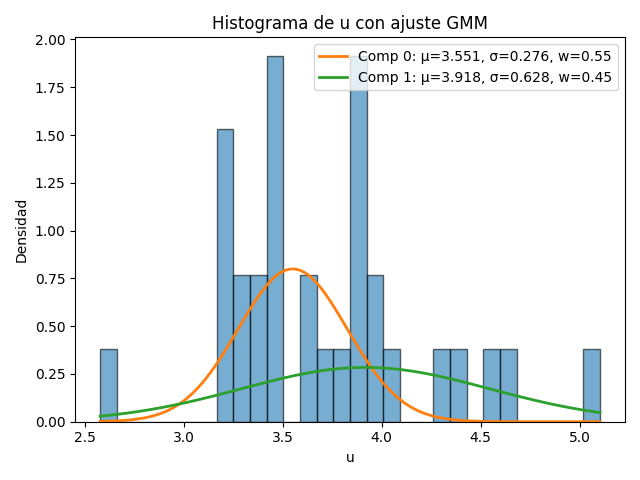 Histograma de u con ajuste GMM
Comp 0: μ=3.551, σ=0.276, w=0.55
Comp 1: μ=3.918, σ=0.628, w=0.45
Densidad
2.00
1.75
1.50
1.25
1.00
0.75
0.50
0.25
0.00
2.5 3.0 3.5 4.0 4.5 5.0
u